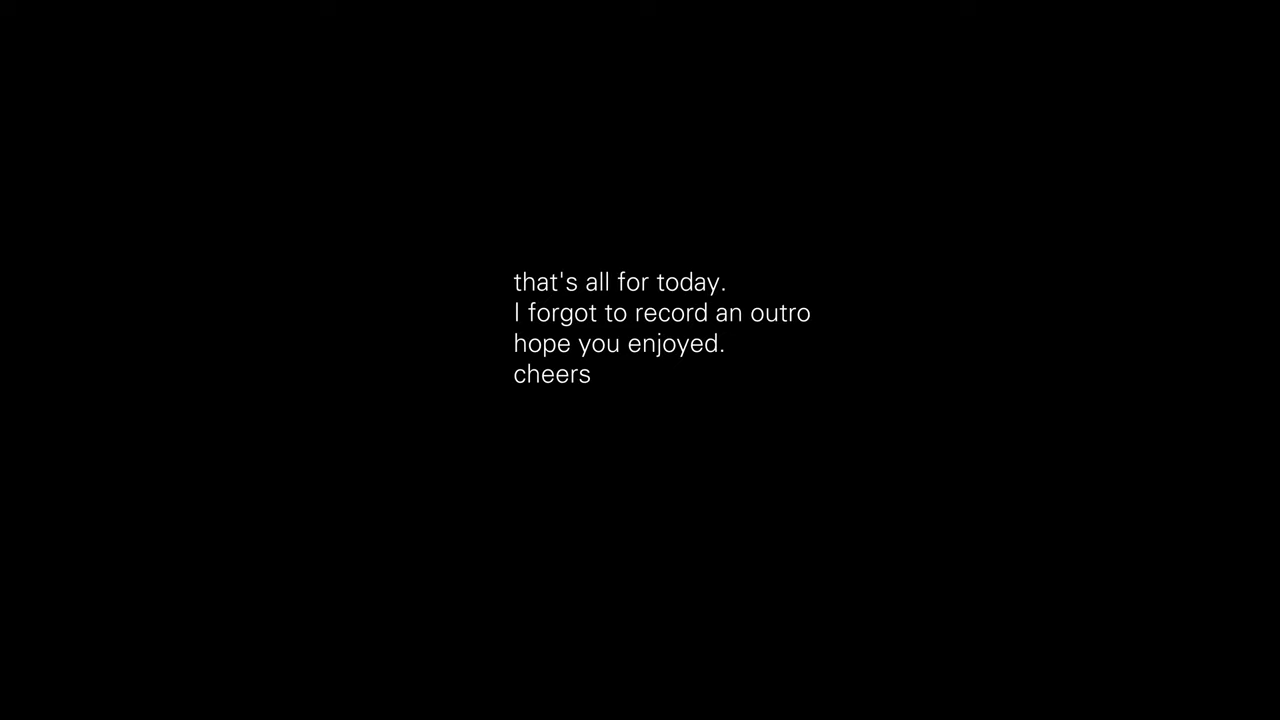 that's all for today.
I forgot to record an outro
hope you enjoyed.
cheers